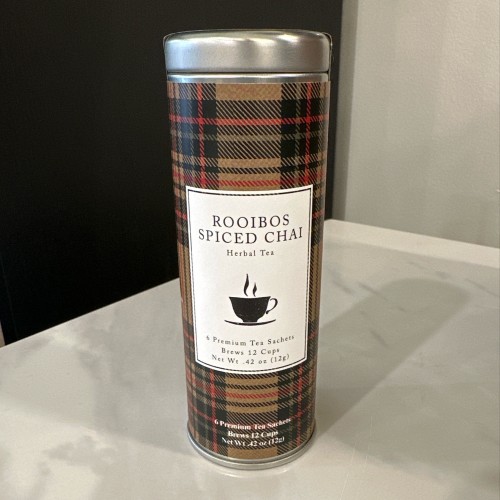 ROOIBOS
SPICED CHAI
Herbal Tea
6 Premium Tea Sachets
Brews 12 Cups
Net Wt .42 oz (12g)
6 Premium Tea Sachets
Brews 12 Cups
Net Wt .42 oz (12g)